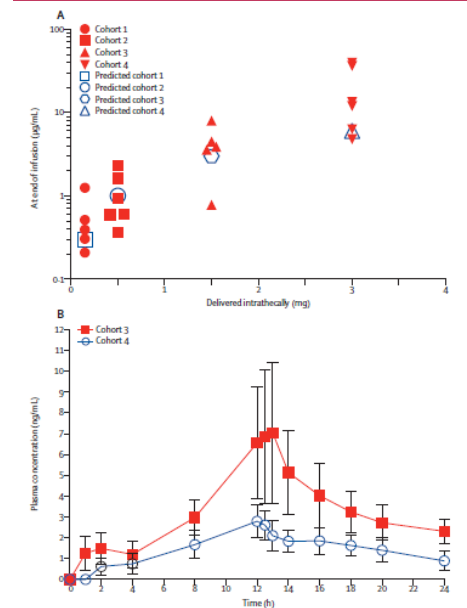 A
Cohort 1
Cohort 2
Cohort 3
Cohort 4
Predicted cohort 1
Predicted cohort 2
Predicted cohort 3
Predicted cohort 4
At end of infusion (µg/mL)
100
10
1
0·1
0 1 2 3 4
Delivered intrathecally (mg)
B
Cohort 3
Cohort 4
Plasma concentration (ng/mL)
12
11
10
9
8
7
6
5
4
3
2
1
0
0 2 4 6 8 10 12 14 16 18 20 22 24
Time (h)